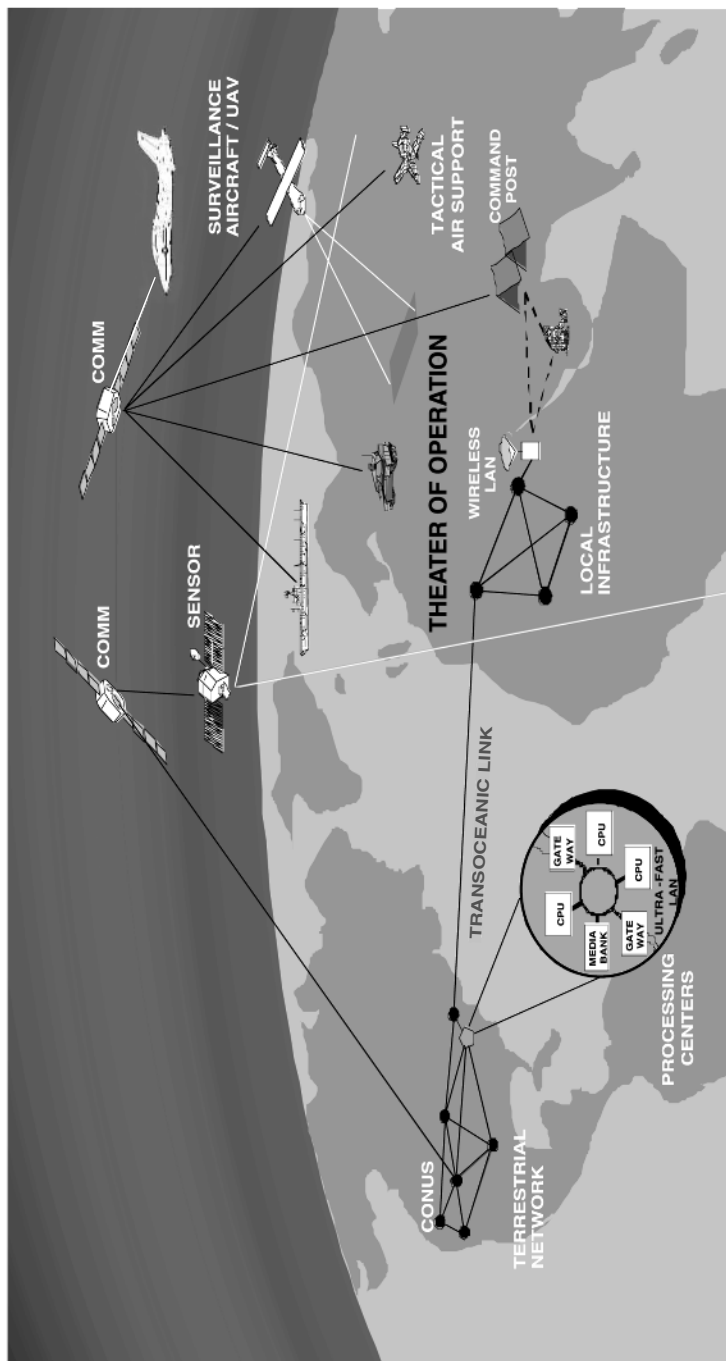 COMM
COMM
SENSOR
SURVEILLANCE
AIRCRAFT / UAV
TACTICAL
AIR SUPPORT
THEATER OF OPERATION
COMMAND
POST
WIRELESS
LAN
LOCAL
INFRASTRUCTURE
TRANSOCEANIC LINK
CONUS
TERRESTRIAL
NETWORK
CPU
GATE
WAY
CPU
MEDIA
BANK
GATE
WAY
CPU
ULTRA -FAST
LAN
PROCESSING
CENTERS